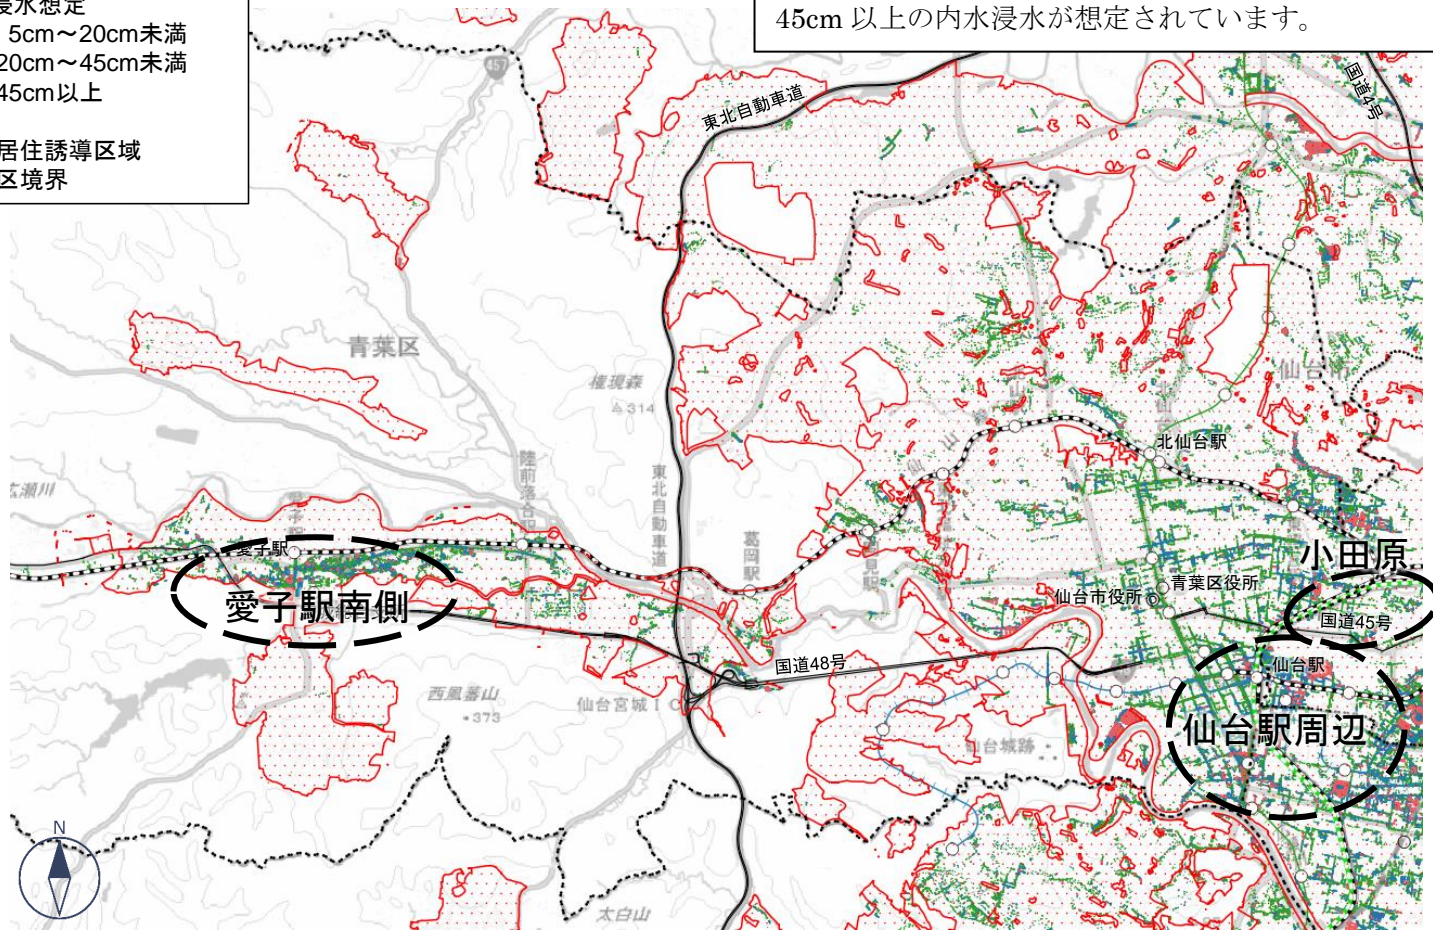 浸水想定
5cm～20cm未満
20cm～45cm未満
45cm以上
居住誘導区域
区境界
45cm 以上の内水浸水が想定されています。
457
東北自動車道
国道4号
青葉区
権現森
314
仙台市
北仙台駅
広瀬川
陸前落合駅
東北自動車道
葛岡駅
愛子駅
愛子駅南側
小田原
青葉区役所
仙台市役所
国道45号
国道48号
仙台駅
西風蕃山
373
仙台宮城IC
仙台城跡
仙台駅周辺
N
太白山